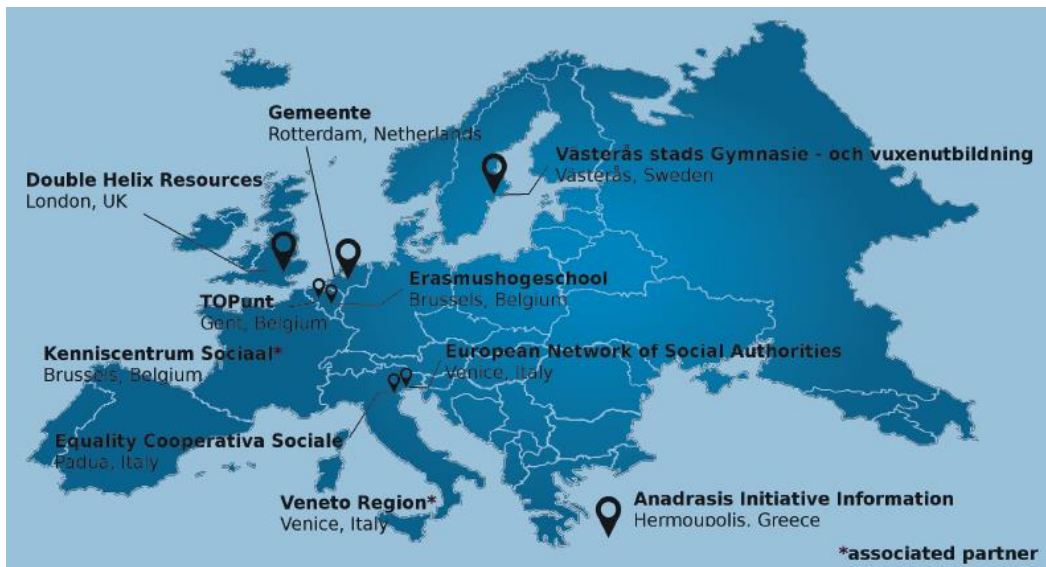 Gemeente
Rotterdam, Netherlands
Västerås stads Gymnasie - och vuxenutbildning
Västerås, Sweden
Double Helix Resources
London, UK
Erasmushogeschool
Brussels, Belgium
TOPunt
Gent, Belgium
Kenniscentrum Sociaal*
Brussels, Belgium
European Network of Social Authorities
Venice, Italy
Equality Cooperativa Sociale
Padua, Italy
Veneto Region*
Venice, Italy
Anadrasis Initiative Information
Hermoupolis. Greece
*associated partner